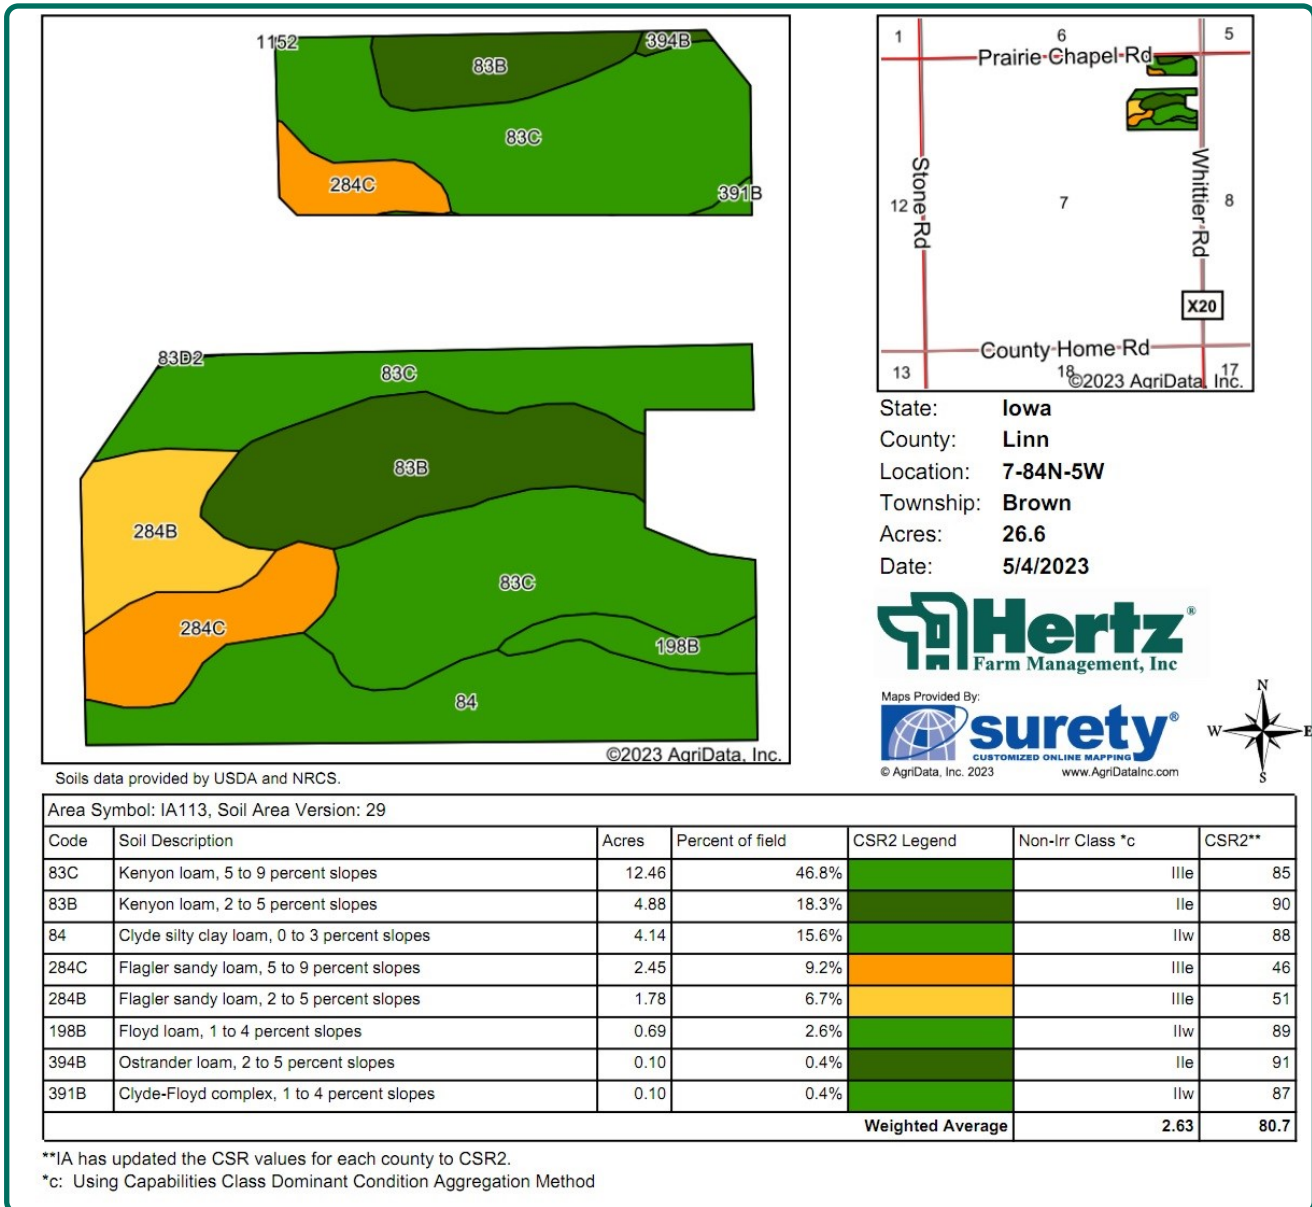 1152
394B
83B
83C
284C
391B
83D2
83C
83B
284B
83C
284C
198B
84
©2023 AgriData, Inc.
Soils data provided by USDA and NRCS.
1
6
5
Prairie Chapel Rd
Stone Rd
Whittier Rd
12
7
8
X20
County Home Rd
13
18
17
©2023 AgriData, Inc.
State: Iowa
County: Linn
Location: 7-84N-5W
Township: Brown
Acres: 26.6
Date: 5/4/2023
Hertz®
Farm Management, Inc
Maps Provided By:
surety®
CUSTOMIZED ONLINE MAPPING
© AgriData, Inc. 2023 www.AgriDataInc.com
N
W E
S
Area Symbol: IA113, Soil Area Version: 29
Code Soil Description Acres Percent of field CSR2 Legend Non-Irr Class *c CSR2**
83C Kenyon loam, 5 to 9 percent slopes 12.46 46.8% IIIe 85
83B Kenyon loam, 2 to 5 percent slopes 4.88 18.3% IIe 90
84 Clyde silty clay loam, 0 to 3 percent slopes 4.14 15.6% IIw 88
284C Flagler sandy loam, 5 to 9 percent slopes 2.45 9.2% IIIe 46
284B Flagler sandy loam, 2 to 5 percent slopes 1.78 6.7% IIIe 51
198B Floyd loam, 1 to 4 percent slopes 0.69 2.6% IIw 89
394B Ostrander loam, 2 to 5 percent slopes 0.10 0.4% IIe 91
391B Clyde-Floyd complex, 1 to 4 percent slopes 0.10 0.4% IIw 87
Weighted Average 2.63 80.7
**IA has updated the CSR values for each county to CSR2.
*c: Using Capabilities Class Dominant Condition Aggregation Method